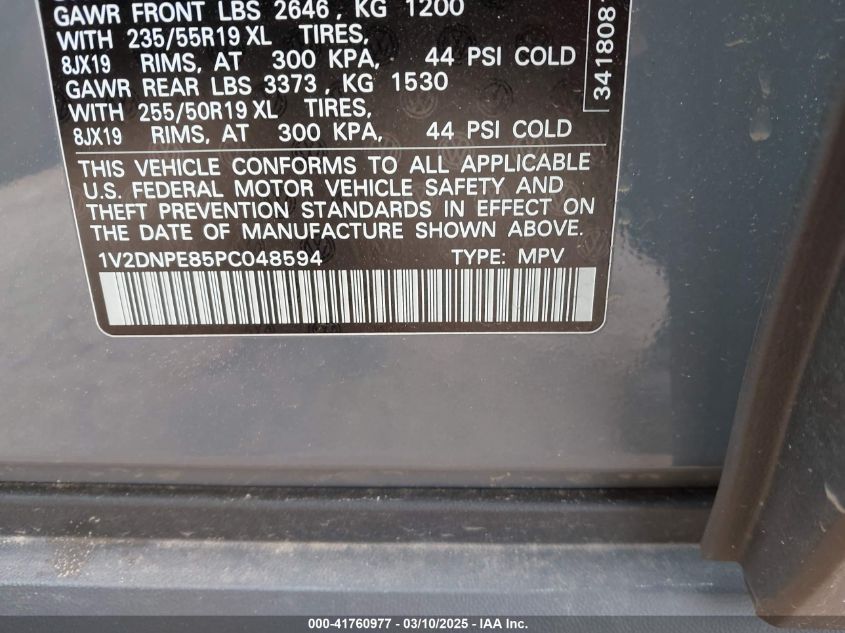 GAWR FRONT LBS 2646 , KG 1200
WITH 235/55R19 XL TIRES,
8JX19 RIMS, AT 300 KPA, 44 PSI COLD
GAWR REAR LBS 3373 , KG 1530
WITH 255/50R19 XL TIRES,
8JX19 RIMS, AT 300 KPA, 44 PSI COLD
THIS VEHICLE CONFORMS TO ALL APPLICABLE
U.S. FEDERAL MOTOR VEHICLE SAFETY AND
THEFT PREVENTION STANDARDS IN EFFECT ON
THE DATE OF MANUFACTURE SHOWN ABOVE.
1V2DNPE85PC048594 TYPE: MPV
341808
000-41760977 - 03/10/2025 - IAA Inc.